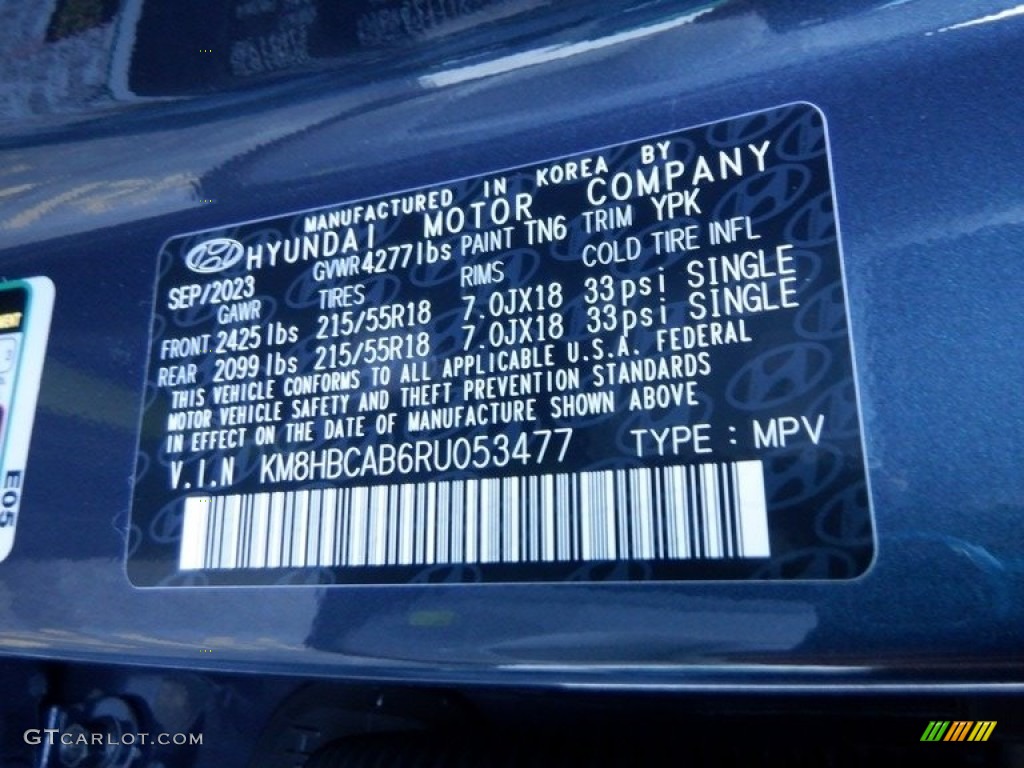 MANUFACTURED IN KOREA BY
HYUNDAI MOTOR COMPANY
SEP/2023 GVWR 4277lbs PAINT TN6 TRIM YPK
GAWR TIRES RIMS COLD TIRE INFL
FRONT 2425 lbs 215/55R18 7.0JX18 33psi SINGLE
REAR 2099 lbs 215/55R18 7.0JX18 33psi SINGLE
THIS VEHICLE CONFORMS TO ALL APPLICABLE U.S.A. FEDERAL
MOTOR VEHICLE SAFETY AND THEFT PREVENTION STANDARDS
IN EFFECT ON THE DATE OF MANUFACTURE SHOWN ABOVE
V.I.N KM8HBCAB6RU053477 TYPE : MPV
E05
GTCARLOT.COM